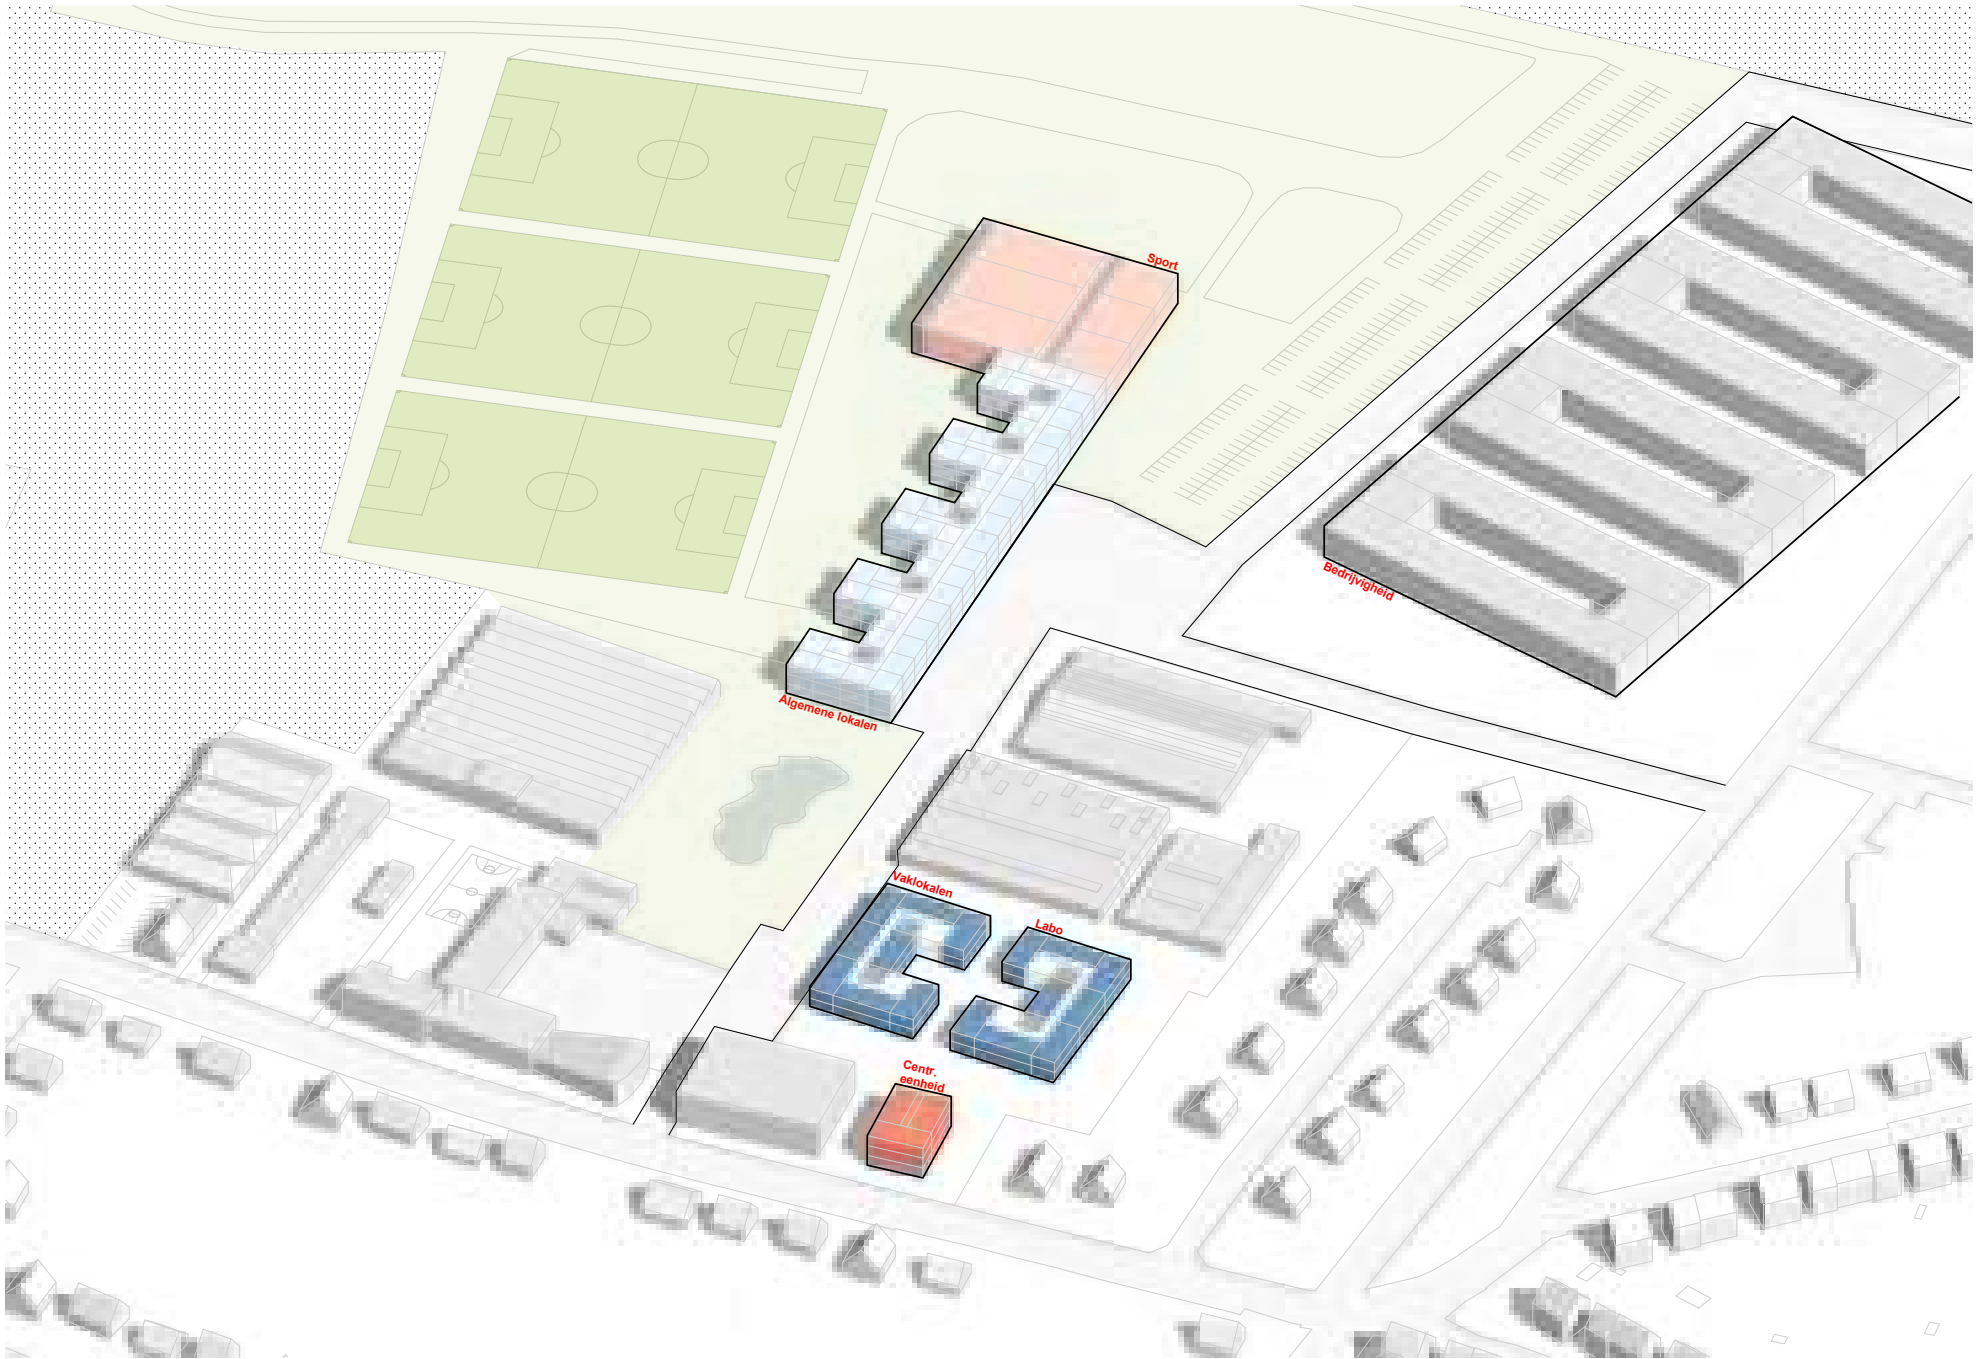 Sport
Bedrijvigheid
Algemene lokalen
Vaklokalen
Labo
Centr.
eenheid